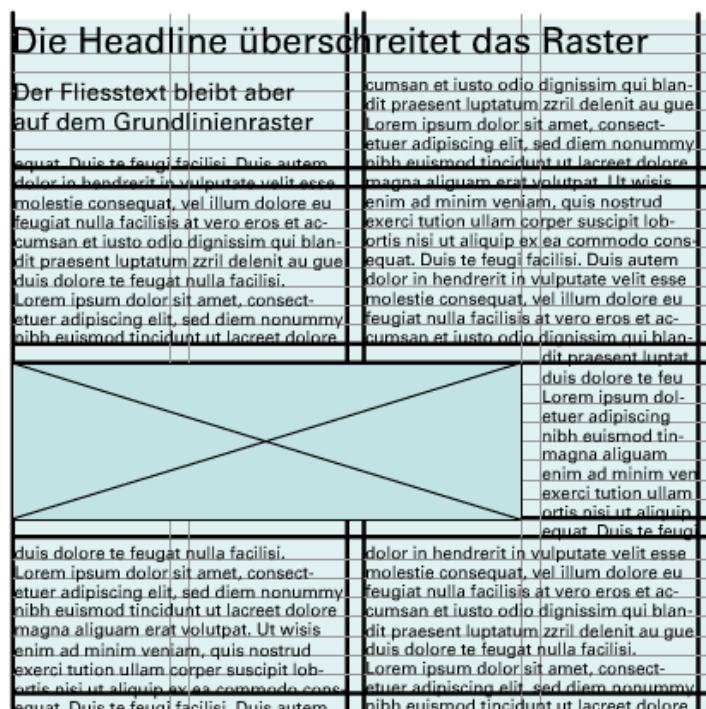 Die Headline überschreitet das Raster
Der Fliesstext bleibt aber
auf dem Grundlinienraster
equat. Duis te feugi facilisi. Duis autem
dolor in hendrerit in vulputate velit esse
molestie consequat, vel illum dolore eu
feugiat nulla facilisis at vero eros et ac-
cumsan et iusto odio dignissim qui blan-
dit praesent luptatum zzril delenit au gue
duis dolore te feugat nulla facilisi.
Lorem ipsum dolor sit amet, consect-
etuer adipiscing elit, sed diem nonummy
nibh euismod tincidunt ut lacreet dolore
duis dolore te feugat nulla facilisi.
Lorem ipsum dolor sit amet, consect-
etuer adipiscing elit, sed diem nonummy
nibh euismod tincidunt ut lacreet dolore
magna aliguam erat volutpat. Ut wisis
enim ad minim veniam, quis nostrud
exerci tution ullam corper suscipit lob-
ortis nisi ut aliquip ex ea commodo cons-
equat. Duis te feugi facilisi. Duis autem
cumsan et iusto odio dignissim qui blan-
dit praesent luptatum zzril delenit au gue
Lorem ipsum dolor sit amet, consect-
etuer adipiscing elit, sed diem nonummy
nibh euismod tincidunt ut lacreet dolore
magna aliguam erat volutpat. Ut wisis
enim ad minim veniam, quis nostrud
exerci tution ullam corper suscipit lob-
ortis nisi ut aliquip ex ea commodo cons-
equat. Duis te feugi facilisi. Duis autem
dolor in hendrerit in vulputate velit esse
molestie consequat, vel illum dolore eu
feugiat nulla facilisis at vero eros et ac-
cumsan et iusto odio dignissim qui blan-
dit praesent luptat
duis dolore te feu
Lorem ipsum dol-
etuer adipiscing
nibh euismod tin-
magna aliguam
enim ad minim ven
exerci tution ullam
ortis nisi ut aliquip
equat. Duis te feugi
dolor in hendrerit in vulputate velit esse
molestie consequat, vel illum dolore eu
feugiat nulla facilisis at vero eros et ac-
cumsan et iusto odio dignissim qui blan-
dit praesent luptatum zzril delenit au gue
duis dolore te feugat nulla facilisi.
Lorem ipsum dolor sit amet, consect-
etuer adipiscing elit, sed diem nonummy
nibh euismod tincidunt ut lacreet dolore